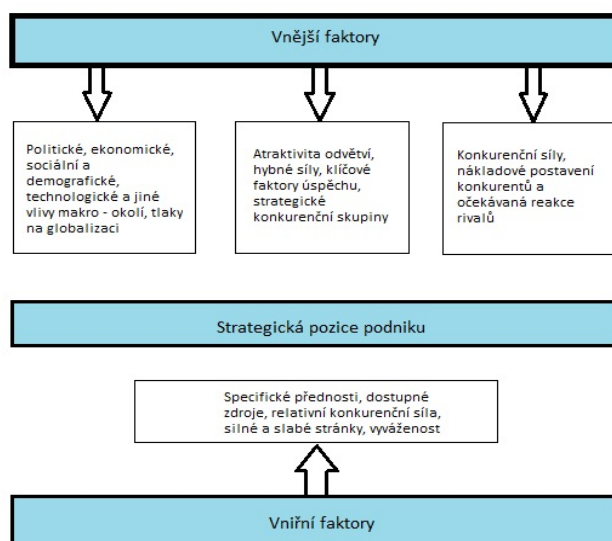 Vnější faktory
Politické, ekonomické,
sociální a
demografické,
technologické a jiné
vlivy makro - okolí, tlaky
na globalizaci
Atraktivita odvětví,
hybné síly, klíčové
faktory úspěchu,
strategické
konkurenční skupiny
Konkurenční síly,
nákladové postavení
konkurentů a
očekávaná reakce
rivalů
Strategická pozice podniku
Specifické přednosti, dostupné
zdroje, relativní konkurenční síla,
silné a slabé stránky, vyváženost
Vniřní faktory